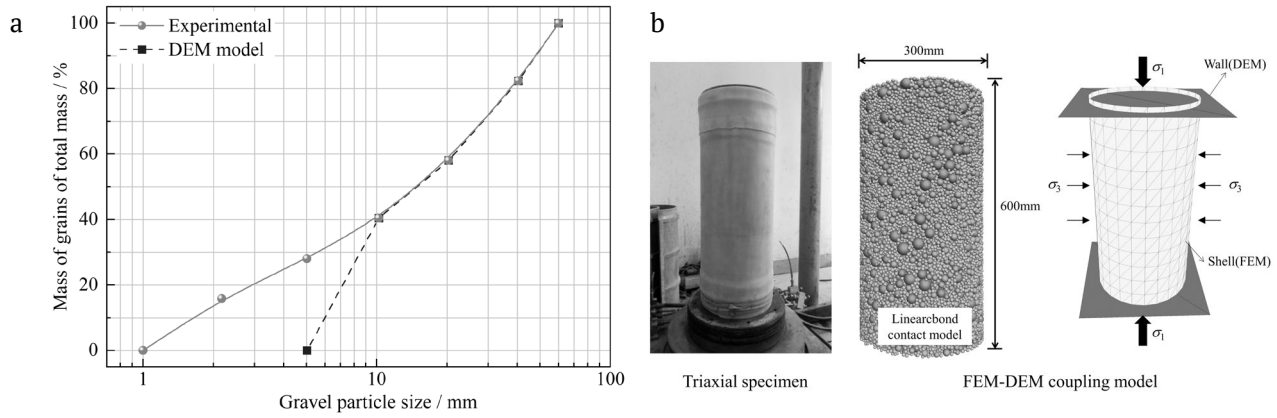 a
Experimental
DEM model
Mass of grains of total mass / %
100
80
60
40
20
0
1
10
100
Gravel particle size / mm
b
300mm
600mm
Linearcbond
contact model
Triaxial specimen
σ1
Wall(DEM)
σ3
Shell(FEM)
σ1
FEM-DEM coupling model